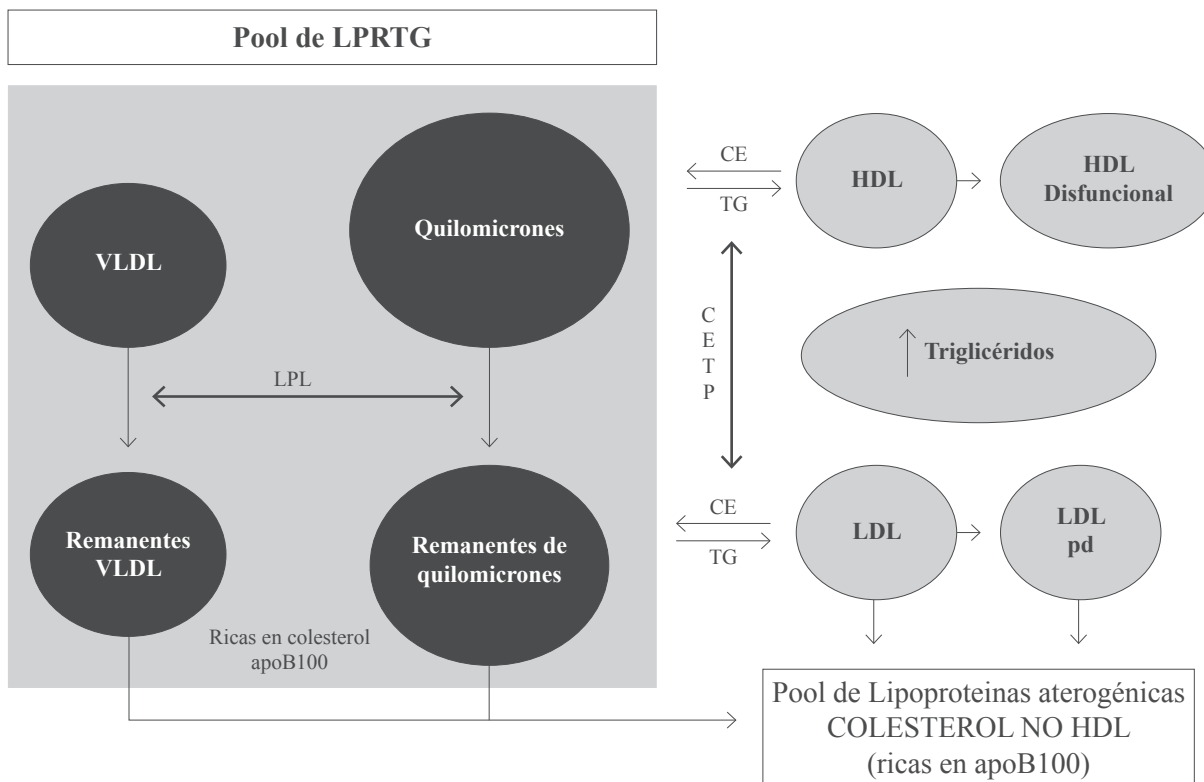 Pool de LPRTG
VLDL
Quilomicrones
LPL
Remanentes
VLDL
Remanentes de
quilomicrones
Ricas en colesterol
apoB100
CE
TG
HDL
HDL
Disfuncional
C
E
T
P
Triglicéridos
CE
TG
LDL
LDL
pd
Pool de Lipoproteinas aterogénicas
COLESTEROL NO HDL
(ricas en apoB100)